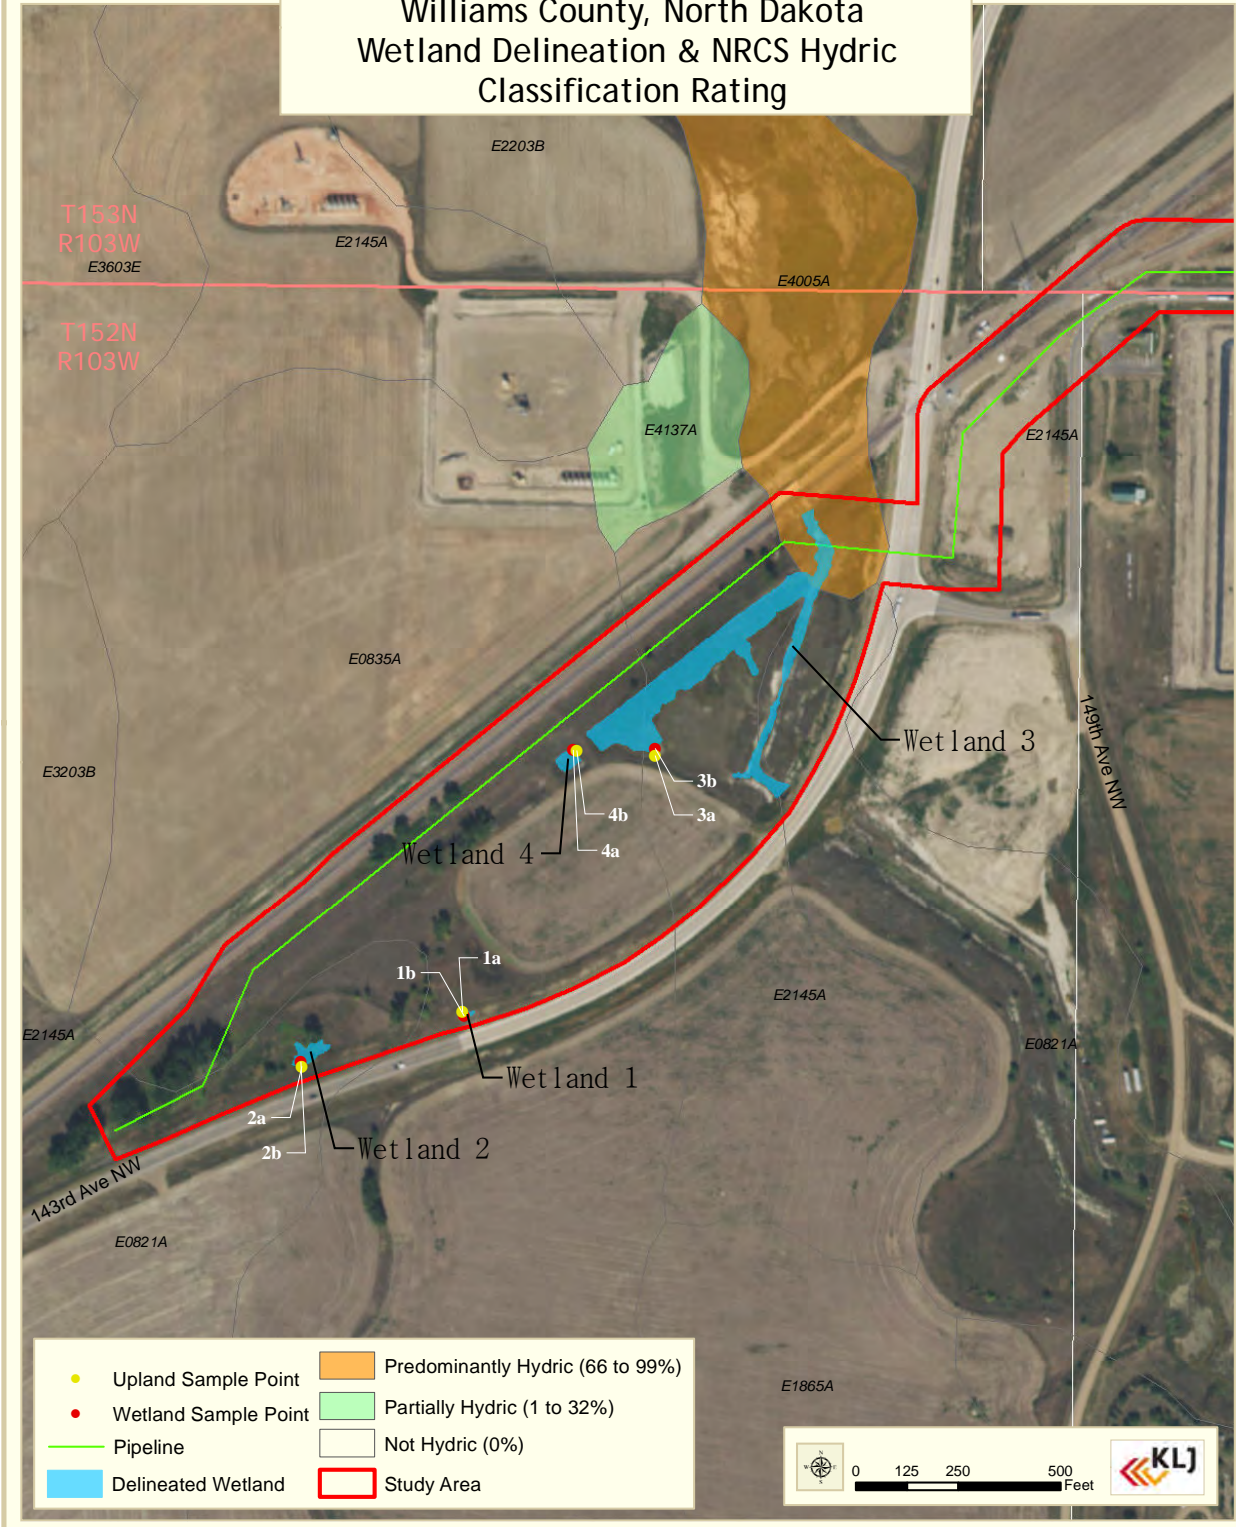 Williams County, North Dakota
Wetland Delineation & NRCS Hydric
Classification Rating
E2203B
T153N
R103W
E2145A
E3603E
E4005A
T152N
R103W
E4137A
E2145A
E0835A
149th Ave NW
Wetland 3
E3203B
3b
4b
3a
Wetland 4
4a
1a
1b
E2145A
E2145A
E0821A
Wetland 1
2a
Wetland 2
2b
143rd Ave NW
E0821A
E1865A
Upland Sample Point
Wetland Sample Point
Pipeline
Delineated Wetland
Predominantly Hydric (66 to 99%)
Partially Hydric (1 to 32%)
Not Hydric (0%)
Study Area
N
W E
S
0 125 250 500
Feet
KLJ